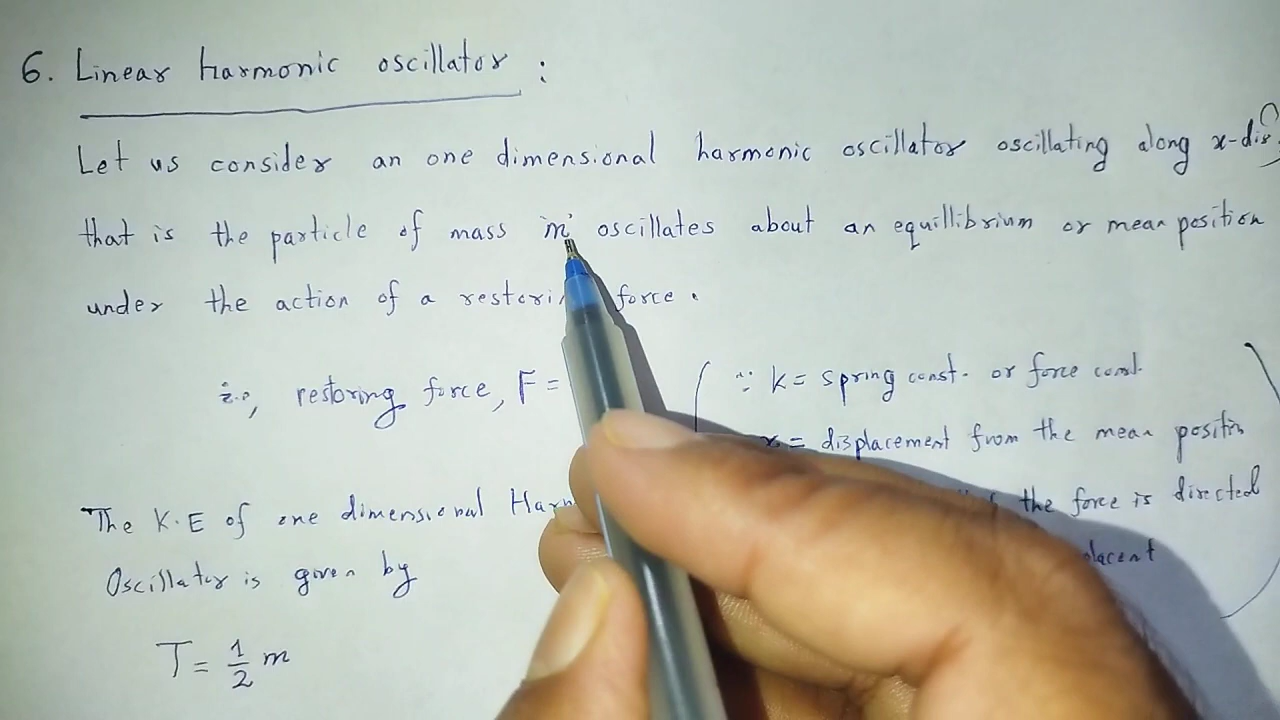 6. Linear harmonic oscillator :
Let us consider an one dimensional harmonic oscillator oscillating along x-dir
that is the particle of mass 'm' oscillates about an equillibrium or mean position
under the action of a restoring force .
i.e, restoring force, F = ( ∵ K = spring const. or force const.
x = displacement from the mean position
the force is directed
The K.E of one dimensional
Oscillator is given by
T = 1/2 m